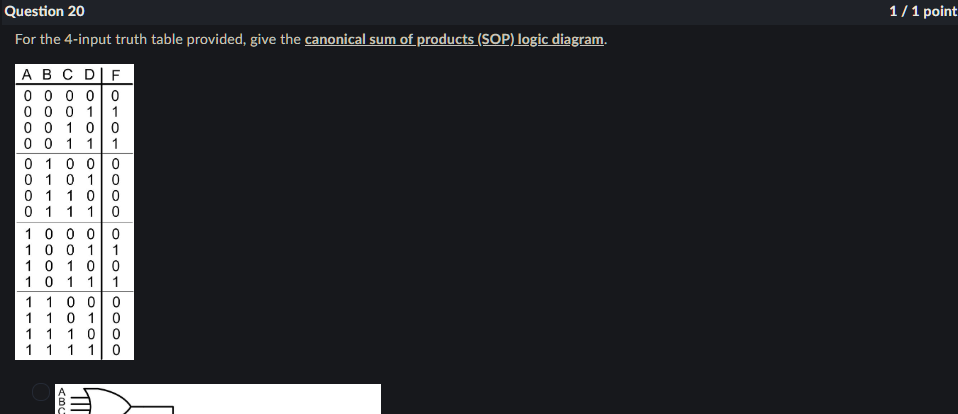 Question 20
1 / 1 point
For the 4-input truth table provided, give the canonical sum of products (SOP) logic diagram.
A B C D F
0 0 0 0 0
0 0 0 1 1
0 0 1 0 0
0 0 1 1 1
0 1 0 0 0
0 1 0 1 0
0 1 1 0 0
0 1 1 1 0
1 0 0 0 0
1 0 0 1 1
1 0 1 0 0
1 0 1 1 1
1 1 0 0 0
1 1 0 1 0
1 1 1 0 0
1 1 1 1 0
A
B
C